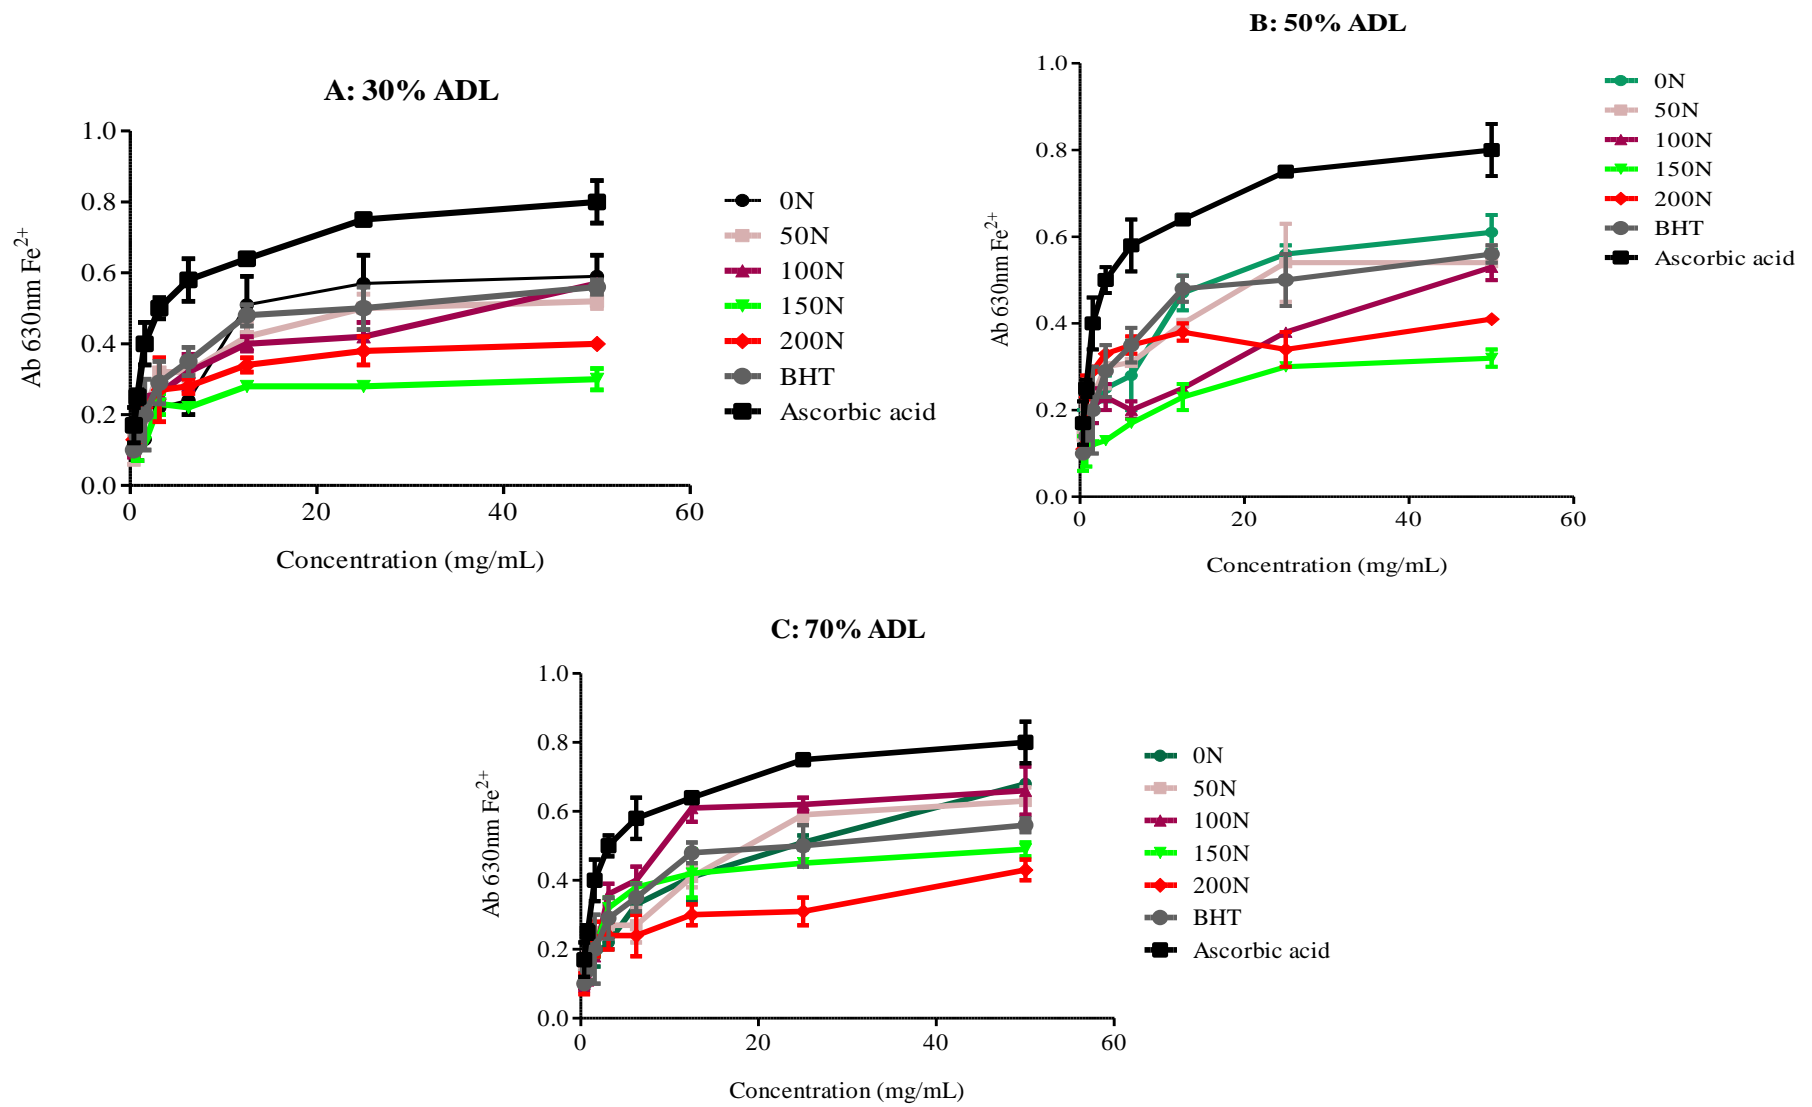 A: 30% ADL
1.0
0.8
0.6
0.4
0.2
0.0
Ab 630nm Fe2+
0 20 40 60
Concentration (mg/mL)
0N
50N
100N
150N
200N
BHT
Ascorbic acid
B: 50% ADL
1.0
0.8
0.6
0.4
0.2
0.0
Ab 630nm Fe2+
0 20 40 60
Concentration (mg/mL)
0N
50N
100N
150N
200N
BHT
Ascorbic acid
C: 70% ADL
1.0
0.8
0.6
0.4
0.2
0.0
Ab 630nm Fe2+
0 20 40 60
Concentration (mg/mL)
0N
50N
100N
150N
200N
BHT
Ascorbic acid